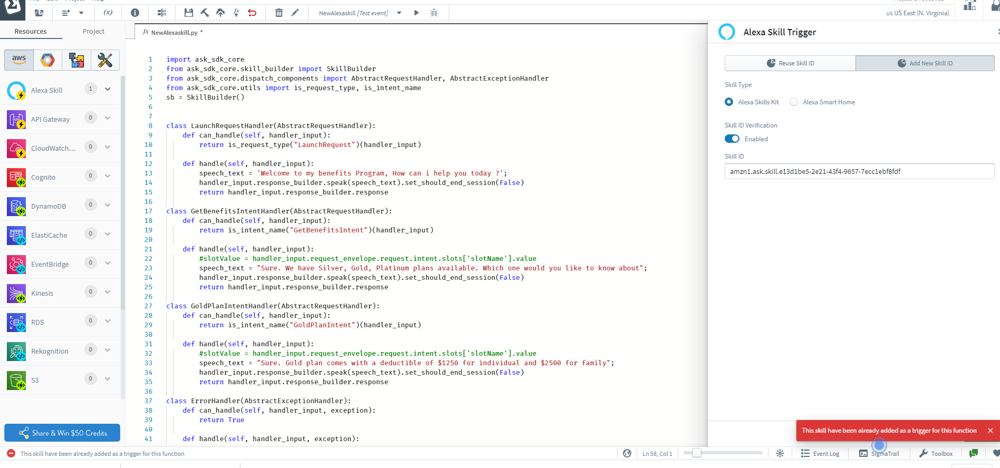 (x)
NewAlexaskill [Test event]
us US East (N. Virginia)
Resources
Project
fx NewAlexaskill.py *
Alexa Skill Trigger
aws
Reuse Skill ID
Add New Skill ID
Alexa Skill 1
API Gateway 0
CloudWatch... 0
Cognito 0
DynamoDB 0
ElastiCache 0
EventBridge 0
Kinesis 0
RDS 0
Rekognition 0
S3 0
Share & Win $50 Credits
1 import ask_sdk_core
2 from ask_sdk_core.skill_builder import SkillBuilder
3 from ask_sdk_core.dispatch_components import AbstractRequestHandler, AbstractExceptionHandler
4 from ask_sdk_core.utils import is_request_type, is_intent_name
5 sb = SkillBuilder()
6
7
8 class LaunchRequestHandler(AbstractRequestHandler):
9 def can_handle(self, handler_input):
10 return is_request_type("LaunchRequest")(handler_input)
11
12 def handle(self, handler_input):
13 speech_text = 'Welcome to my benefits Program, How can i help you today ?';
14 handler_input.response_builder.speak(speech_text).set_should_end_session(False)
15 return handler_input.response_builder.response
16
17 class GetBenefitsIntentHandler(AbstractRequestHandler):
18 def can_handle(self, handler_input):
19 return is_intent_name("GetBenefitsIntent")(handler_input)
20
21 def handle(self, handler_input):
22 #slotValue = handler_input.request_envelope.request.intent.slots['slotName'].value
23 speech_text = "Sure. We have Silver, Gold, Platinum plans available. Which one would you like to know about";
24 handler_input.response_builder.speak(speech_text).set_should_end_session(False)
25 return handler_input.response_builder.response
26
27 class GoldPlanIntentHandler(AbstractRequestHandler):
28 def can_handle(self, handler_input):
29 return is_intent_name("GoldPlanIntent")(handler_input)
30
31 def handle(self, handler_input):
32 #slotValue = handler_input.request_envelope.request.intent.slots['slotName'].value
33 speech_text = "Sure. Gold plan comes with a deductible of $1250 for individual and $2500 for family";
34 handler_input.response_builder.speak(speech_text).set_should_end_session(False)
35 return handler_input.response_builder.response
36
37 class ErrorHandler(AbstractExceptionHandler):
38 def can_handle(self, handler_input, exception):
39 return True
40
41 def handle(self, handler_input, exception):
Skill Type
Alexa Skills Kit
Alexa Smart Home
Skill ID Verification
Enabled
Skill ID
amzn1.ask.skill.e13d1be5-2e21-43f4-9657-7ecc1ebf8fdf
This skill have been already added as a trigger for this function
This skill have been already added as a trigger for this function
Ln 58, Col 1
Event Log
SigmaTrail
Toolbox